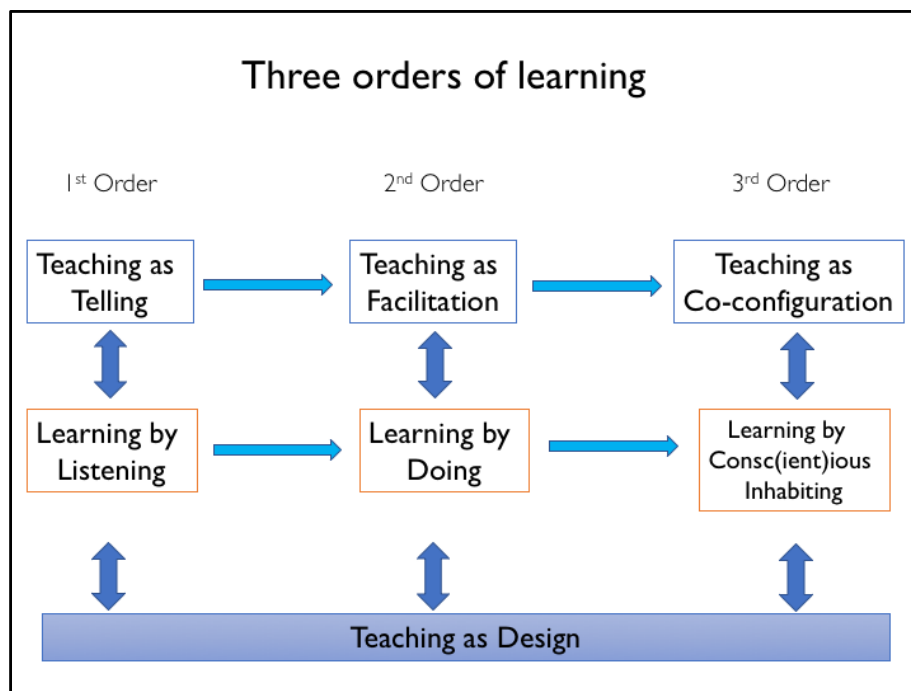 Three orders of learning
1st Order
2nd Order
3rd Order
Teaching as
Telling
Teaching as
Facilitation
Teaching as
Co-configuration
Learning by
Listening
Learning by
Doing
Learning by
Consc(ient)ious
Inhabiting
Teaching as Design